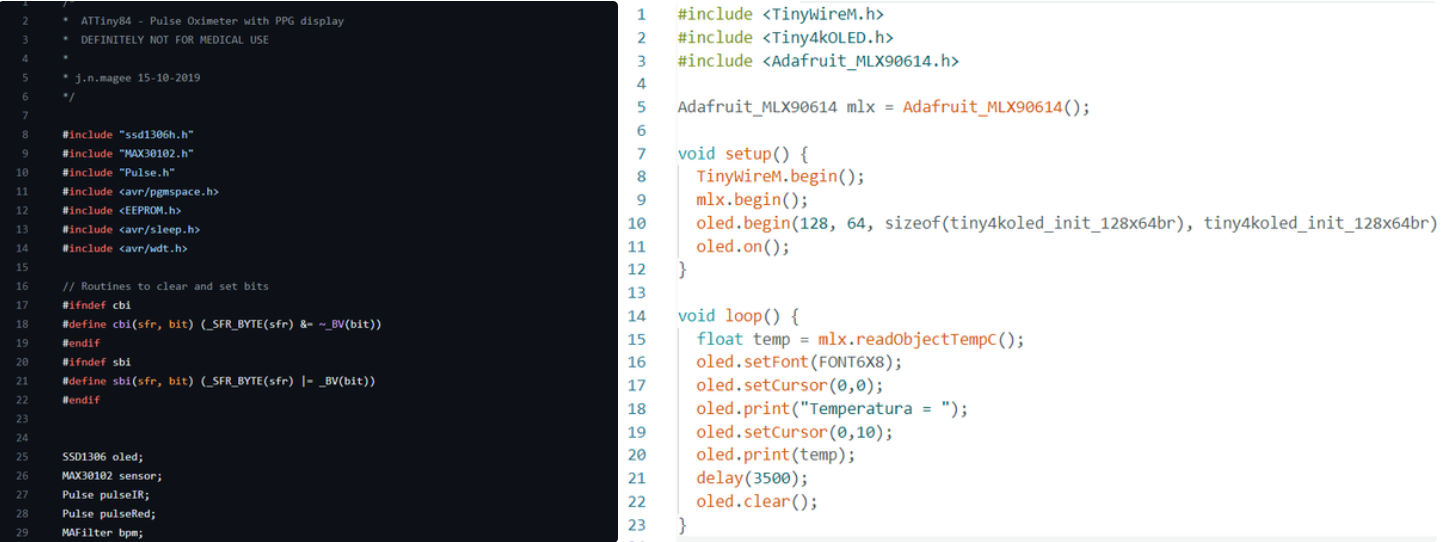 1 /*
2 * ATTiny84 - Pulse Oximeter with PPG display
3 * DEFINITELY NOT FOR MEDICAL USE
4 *
5 * j.n.magee 15-10-2019
6 */
7
8 #include "ssd1306h.h"
9 #include "MAX30102.h"
10 #include "Pulse.h"
11 #include <avr/pgmspace.h>
12 #include <EEPROM.h>
13 #include <avr/sleep.h>
14 #include <avr/wdt.h>
15
16 // Routines to clear and set bits
17 #ifndef cbi
18 #define cbi(sfr, bit) (_SFR_BYTE(sfr) &= ~_BV(bit))
19 #endif
20 #ifndef sbi
21 #define sbi(sfr, bit) (_SFR_BYTE(sfr) |= _BV(bit))
22 #endif
23
24
25 SSD1306 oled;
26 MAX30102 sensor;
27 Pulse pulseIR;
28 Pulse pulseRed;
29 MAFilter bpm;
1 #include <TinyWireM.h>
2 #include <Tiny4kOLED.h>
3 #include <Adafruit_MLX90614.h>
4
5 Adafruit_MLX90614 mlx = Adafruit_MLX90614();
6
7 void setup() {
8 TinyWireM.begin();
9 mlx.begin();
10 oled.begin(128, 64, sizeof(tiny4koled_init_128x64br), tiny4koled_init_128x64br)
11 oled.on();
12 }
13
14 void loop() {
15 float temp = mlx.readObjectTempC();
16 oled.setFont(FONT6X8);
17 oled.setCursor(0,0);
18 oled.print("Temperatura = ");
19 oled.setCursor(0,10);
20 oled.print(temp);
21 delay(3500);
22 oled.clear();
23 }